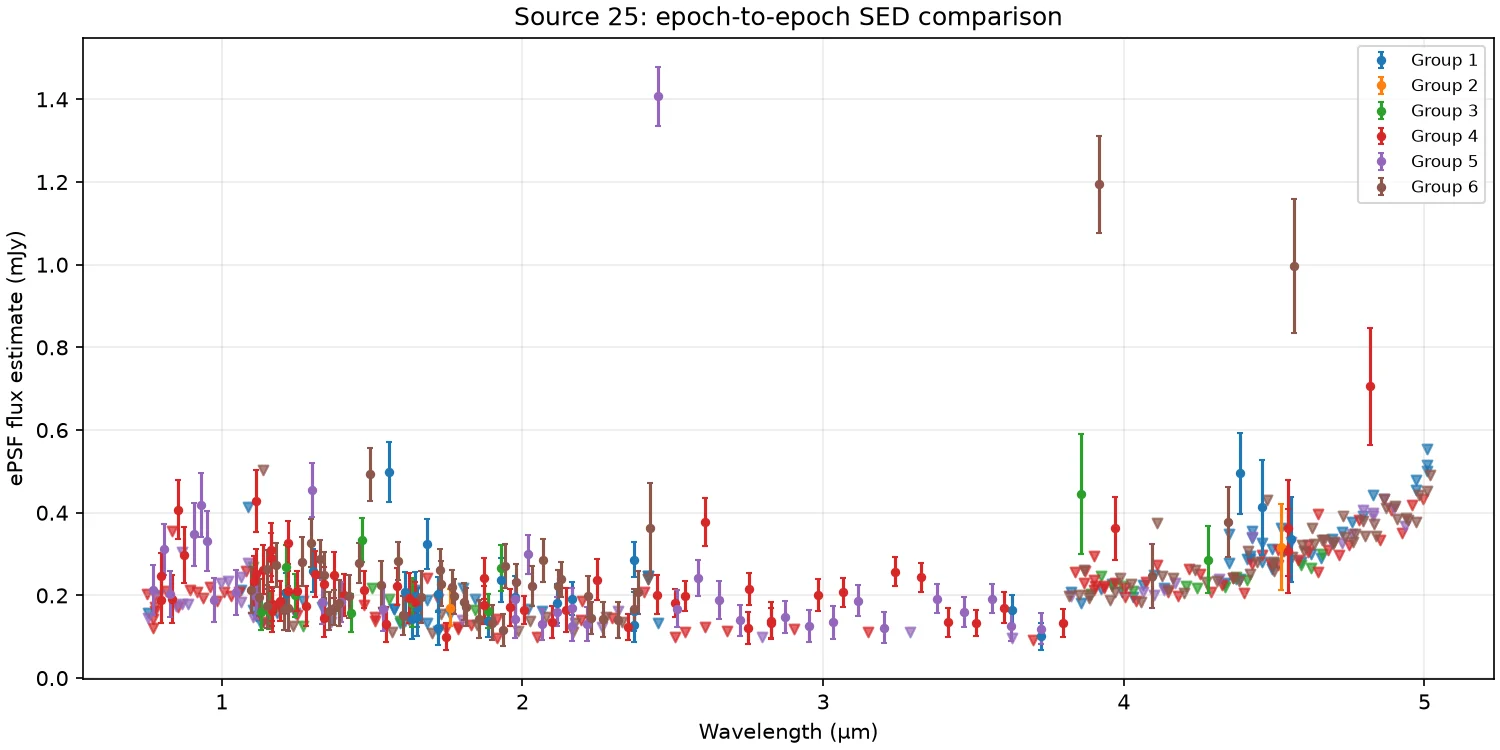 Source 25: epoch-to-epoch SED comparison
ePSF flux estimate (mJy)
1.4
1.2
1.0
0.8
0.6
0.4
0.2
0.0
Group 1
Group 2
Group 3
Group 4
Group 5
Group 6
1 2 3 4 5
Wavelength (μm)